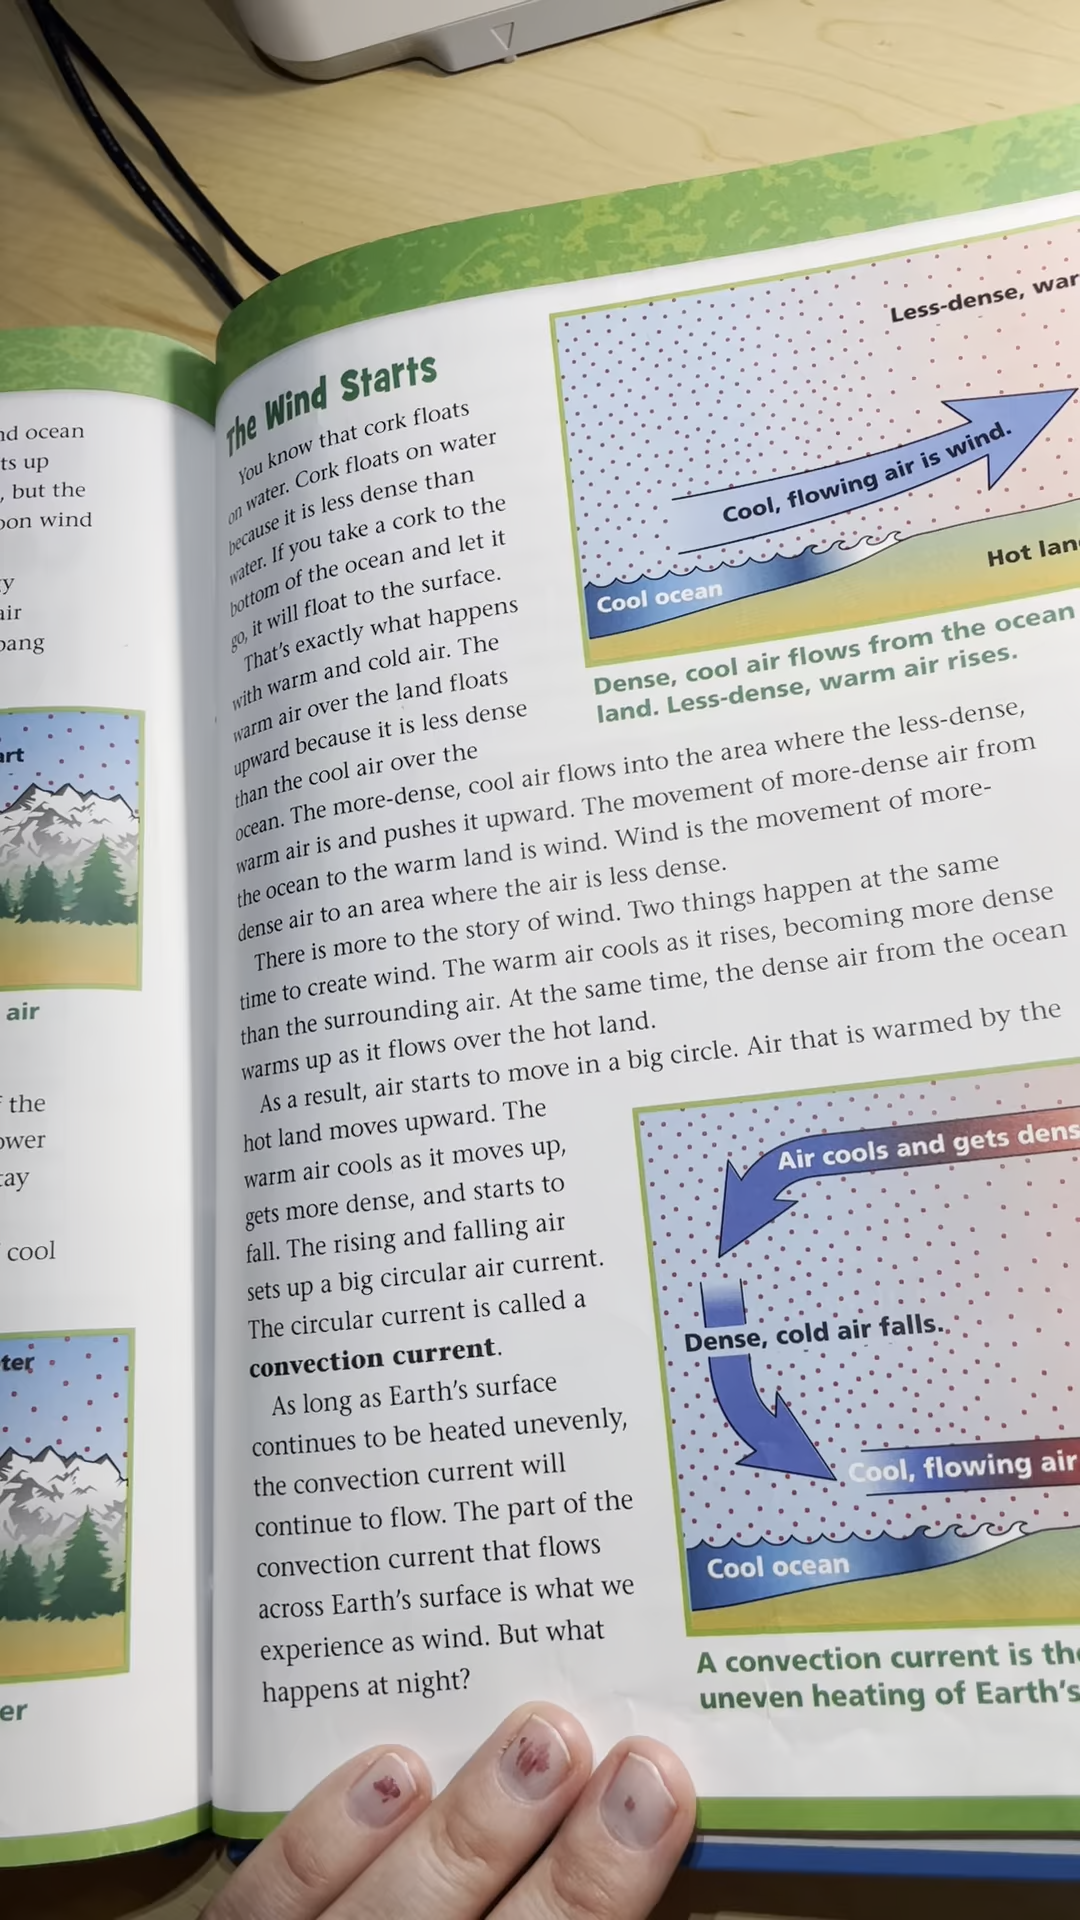 nd ocean
ts up
, but the
oon wind
ty
air
pang
art
air
f the
ower
tay
f cool
ter
er
The Wind Starts
You know that cork floats
on water. Cork floats on water
because it is less dense than
water. If you take a cork to the
bottom of the ocean and let it
go, it will float to the surface.
That's exactly what happens
with warm and cold air. The
warm air over the land floats
upward because it is less dense
than the cool air over the
ocean. The more-dense, cool air flows into the area where the less-dense,
warm air is and pushes it upward. The movement of more-dense air from
the ocean to the warm land is wind. Wind is the movement of more-
dense air to an area where the air is less dense.
There is more to the story of wind. Two things happen at the same
time to create wind. The warm air cools as it rises, becoming more dense
than the surrounding air. At the same time, the dense air from the ocean
warms up as it flows over the hot land.
As a result, air starts to move in a big circle. Air that is warmed by the
hot land moves upward. The
warm air cools as it moves up,
gets more dense, and starts to
fall. The rising and falling air
sets up a big circular air current.
The circular current is called a
convection current.
As long as Earth's surface
continues to be heated unevenly,
the convection current will
continue to flow. The part of the
convection current that flows
across Earth's surface is what we
experience as wind. But what
happens at night?
Less-dense, war
Cool, flowing air is wind.
Cool ocean
Hot lan
Dense, cool air flows from the ocean
land. Less-dense, warm air rises.
Air cools and gets dens
Dense, cold air falls.
Cool, flowing air
Cool ocean
A convection current is the
uneven heating of Earth's